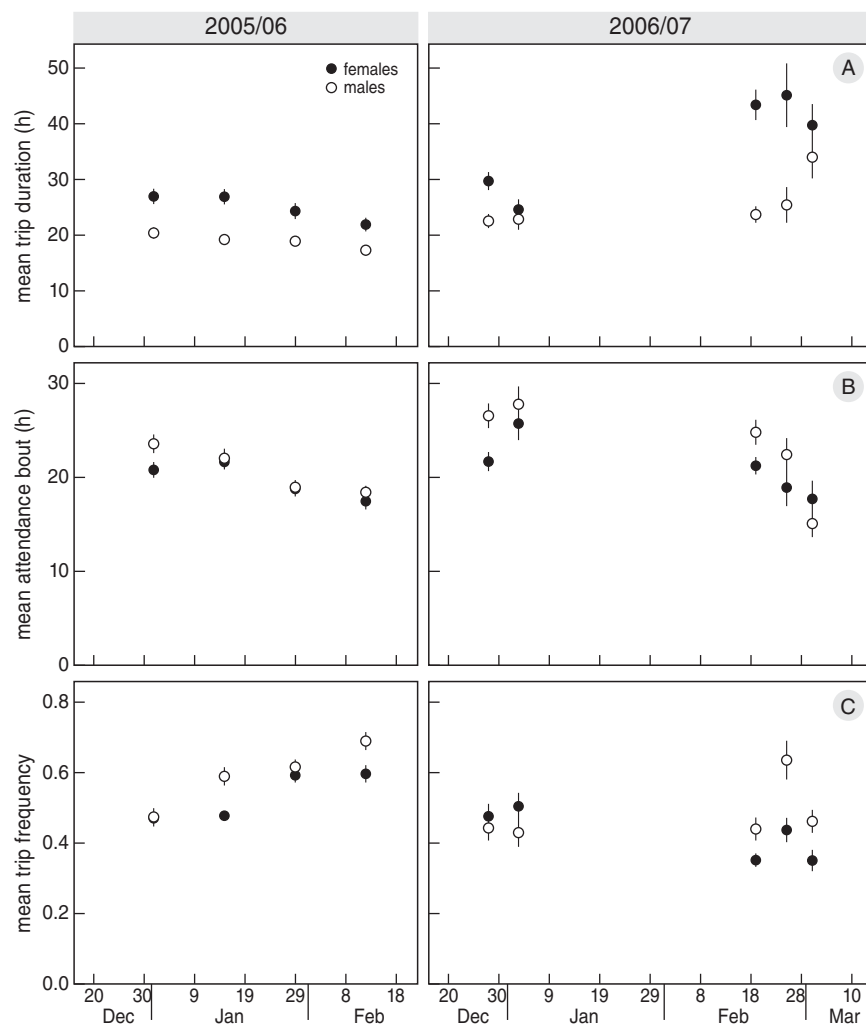 2005/06 2006/07
A
females
males
mean trip duration (h)
50
40
30
20
10
0
B
mean attendance bout (h)
30
20
10
0
C
mean trip frequency
0.8
0.6
0.4
0.2
0.0
20 30 9 19 29 8 18 20 30 9 19 29 8 18 28 10
Dec Jan Feb Dec Jan Feb Mar